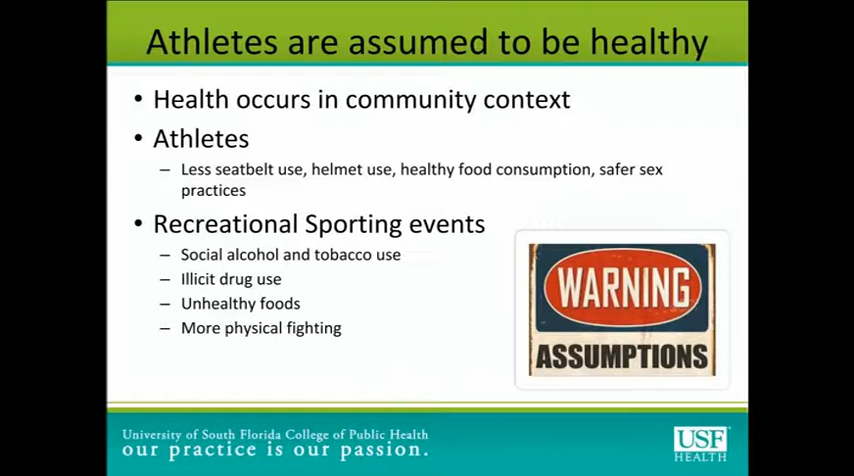 Athletes are assumed to be healthy
• Health occurs in community context
• Athletes
– Less seatbelt use, helmet use, healthy food consumption, safer sex
practices
• Recreational Sporting events
– Social alcohol and tobacco use
– Illicit drug use
– Unhealthy foods
– More physical fighting
WARNING
ASSUMPTIONS
University of South Florida College of Public Health
our practice is our passion.
USF
HEALTH